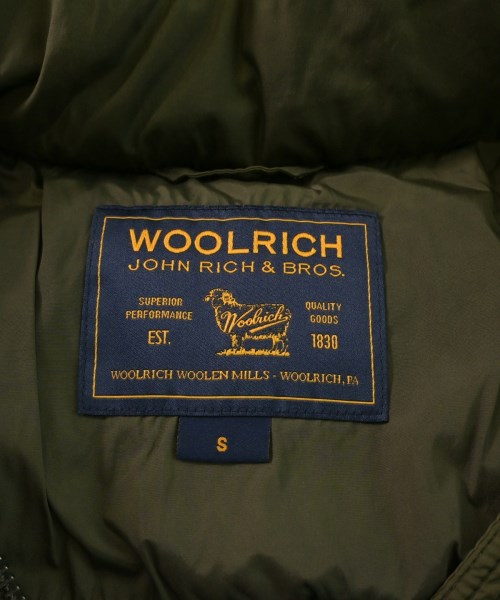 WOOLRICH
JOHN RICH & BROS.
SUPERIOR
PERFORMANCE
EST.
Woolrich
QUALITY
GOODS
1830
WOOLRICH WOOLEN MILLS - WOOLRICH, PA
S